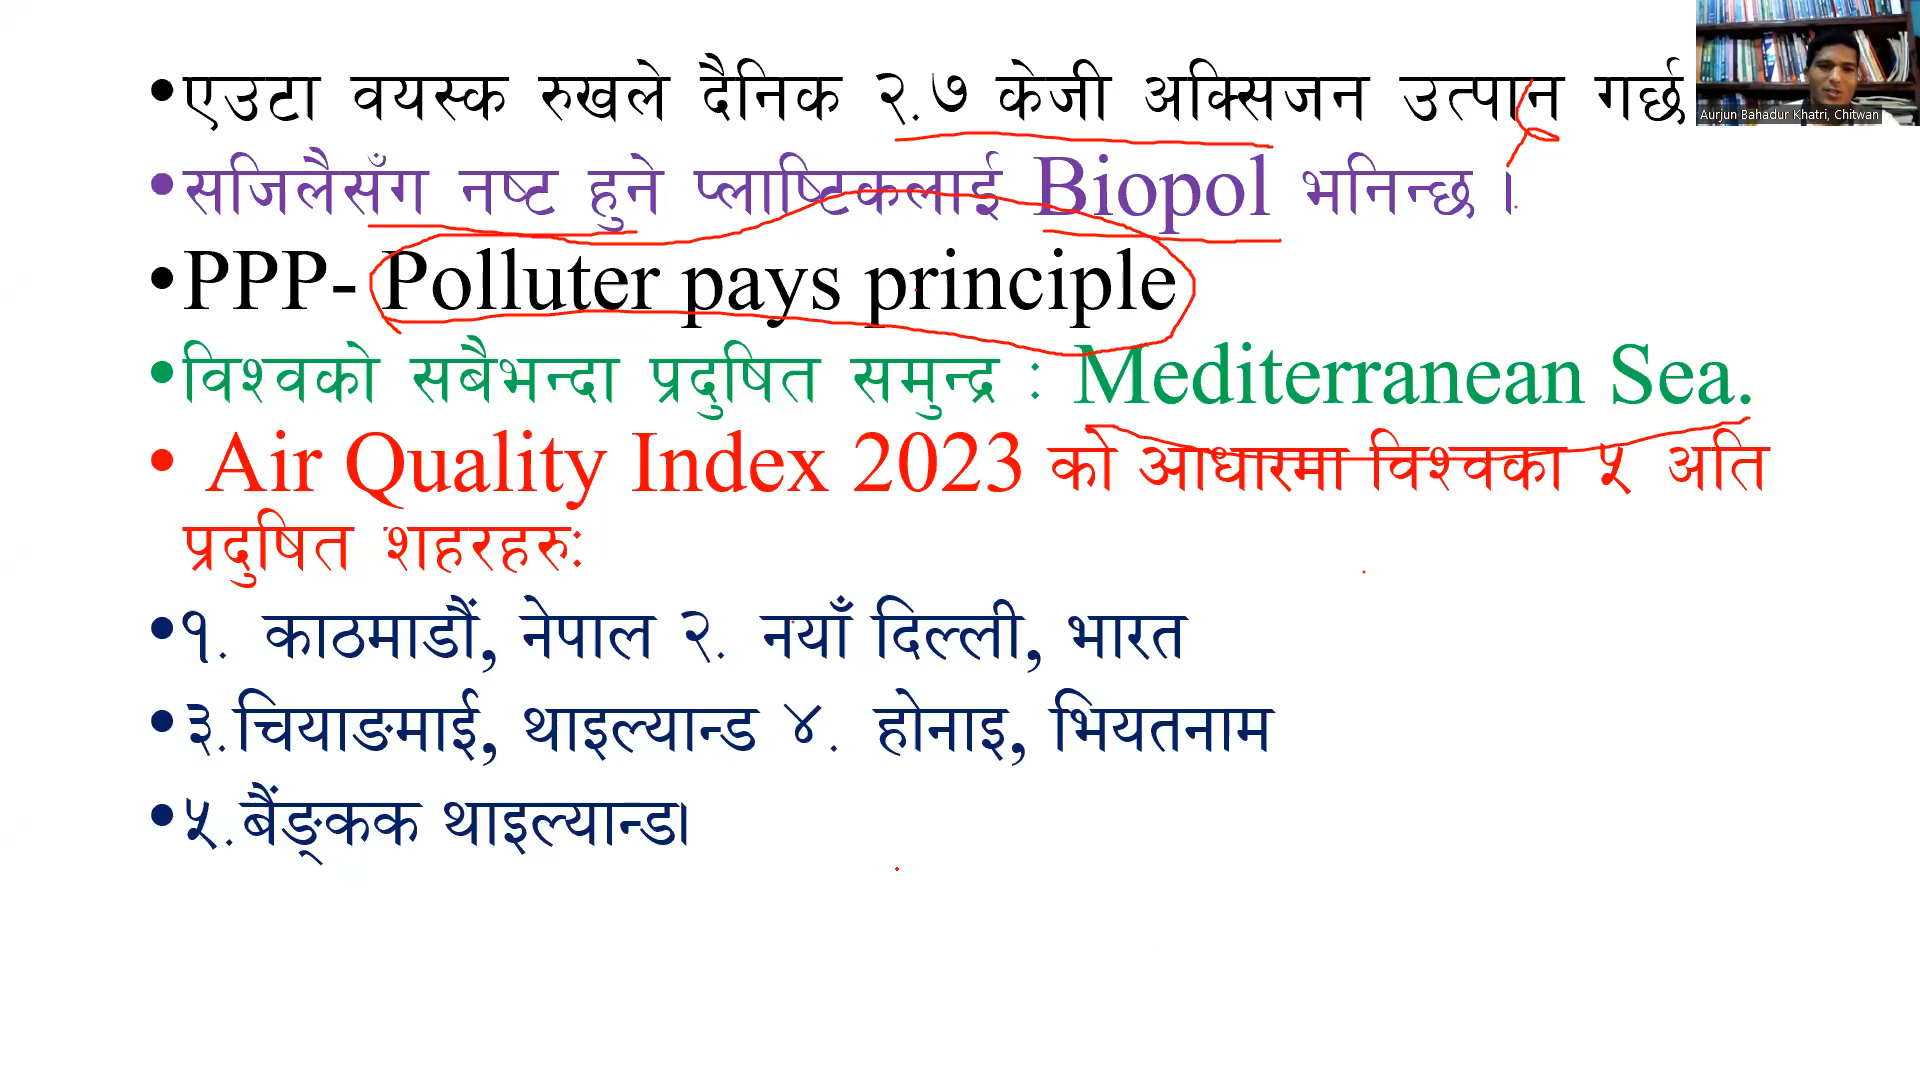 •एउटा वयस्क रुखले दैनिक २.७ केजी अक्सिजन उत्पान गर्छ
Aurjun Bahadur Khatri, Chitwan
•सजिलैसँग नष्ट हुने प्लाष्टिकलाई Biopol भनिन्छ ।
•PPP- Polluter pays principle
•विश्वको सबैभन्दा प्रदुषित समुन्द्र : Mediterranean Sea.
• Air Quality Index 2023 को आधारमा विश्वका ५ अति
प्रदुषित शहरहरुः
•१. काठमाडौं, नेपाल २. नयाँ दिल्ली, भारत
•३.चियाङमाई, थाइल्यान्ड ४. होनाइ, भियतनाम
•५.बैंङ्कक थाइल्यान्ड।